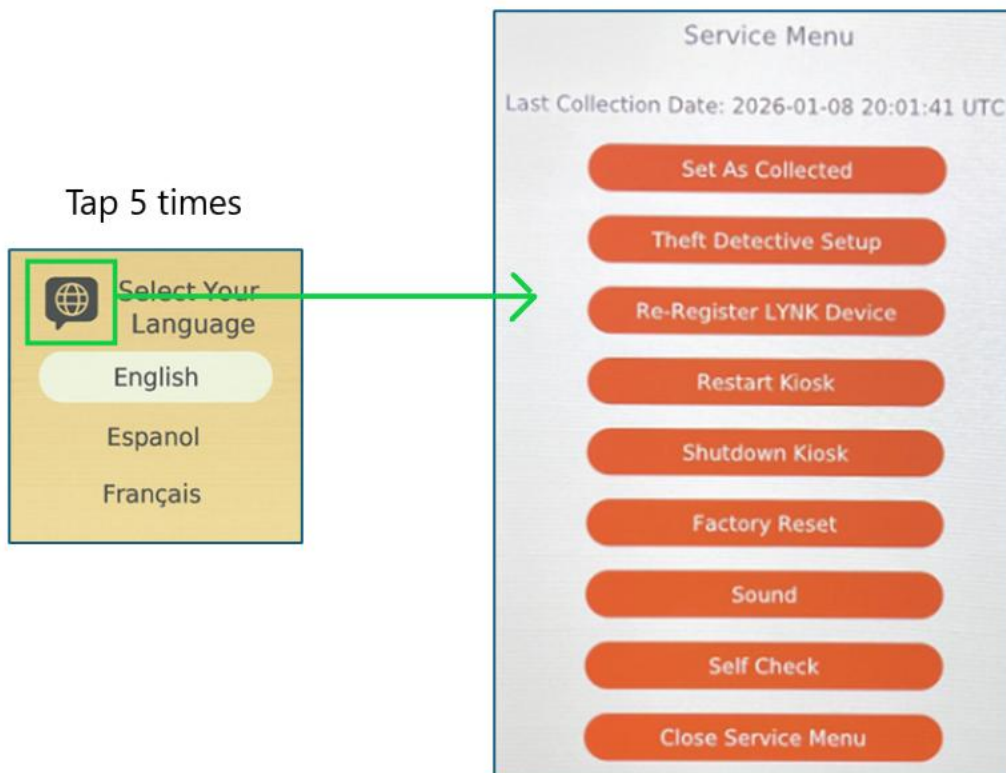 Tap 5 times
Select Your
Language
English
Espanol
Français
Service Menu
Last Collection Date: 2026-01-08 20:01:41 UTC
Set As Collected
Theft Detective Setup
Re-Register LYNK Device
Restart Kiosk
Shutdown Kiosk
Factory Reset
Sound
Self Check
Close Service Menu